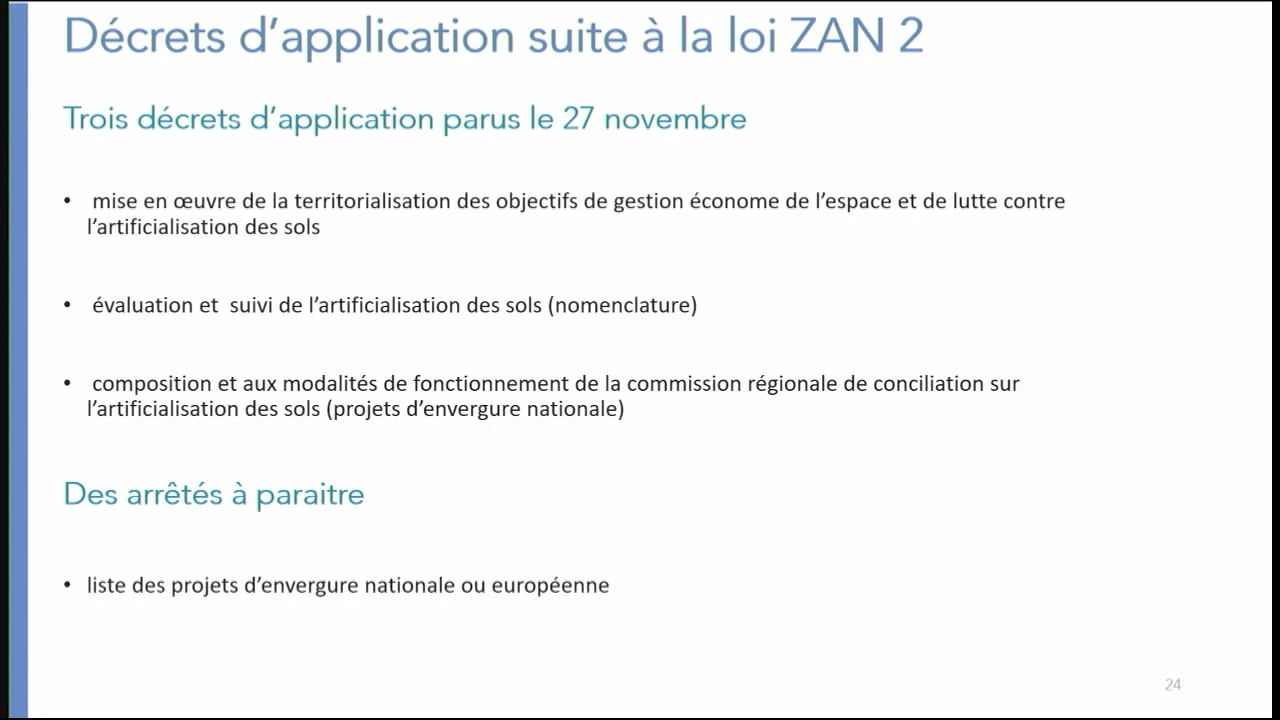 Décrets d’application suite à la loi ZAN 2
Trois décrets d’application parus le 27 novembre
• mise en œuvre de la territorialisation des objectifs de gestion économe de l’espace et de lutte contre
l’artificialisation des sols
• évaluation et  suivi de l’artificialisation des sols (nomenclature)
• composition et aux modalités de fonctionnement de la commission régionale de conciliation sur
l’artificialisation des sols (projets d’envergure nationale)
Des arrêtés à paraitre
• liste des projets d’envergure nationale ou européenne
24